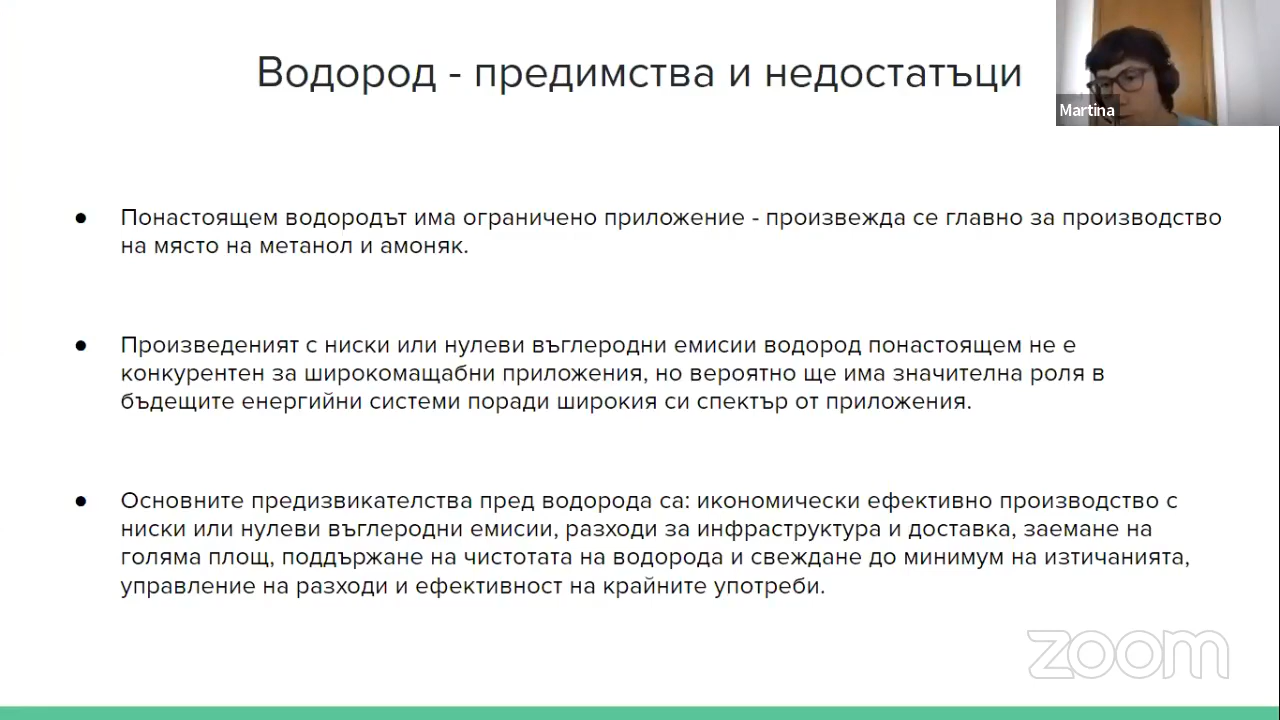 Водород - предимства и недостатъци
Martina
● Понастоящем водородът има ограничено приложение - произвежда се главно за производство
на място на метанол и амоняк.
● Произведеният с ниски или нулеви въглеродни емисии водород понастоящем не е
конкурентен за широкомащабни приложения, но вероятно ще има значителна роля в
бъдещите енергийни системи поради широкия си спектър от приложения.
● Основните предизвикателства пред водорода са: икономически ефективно производство с
ниски или нулеви въглеродни емисии, разходи за инфраструктура и доставка, заемане на
голяма площ, поддържане на чистотата на водорода и свеждане до минимум на изтичанията,
управление на разходи и ефективност на крайните употреби.
zoom